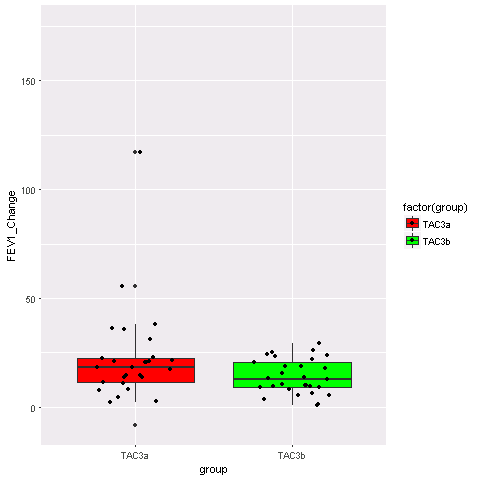 150
100
50
0
FEV1_Change
TAC3a
TAC3b
group
factor(group)
TAC3a
TAC3b